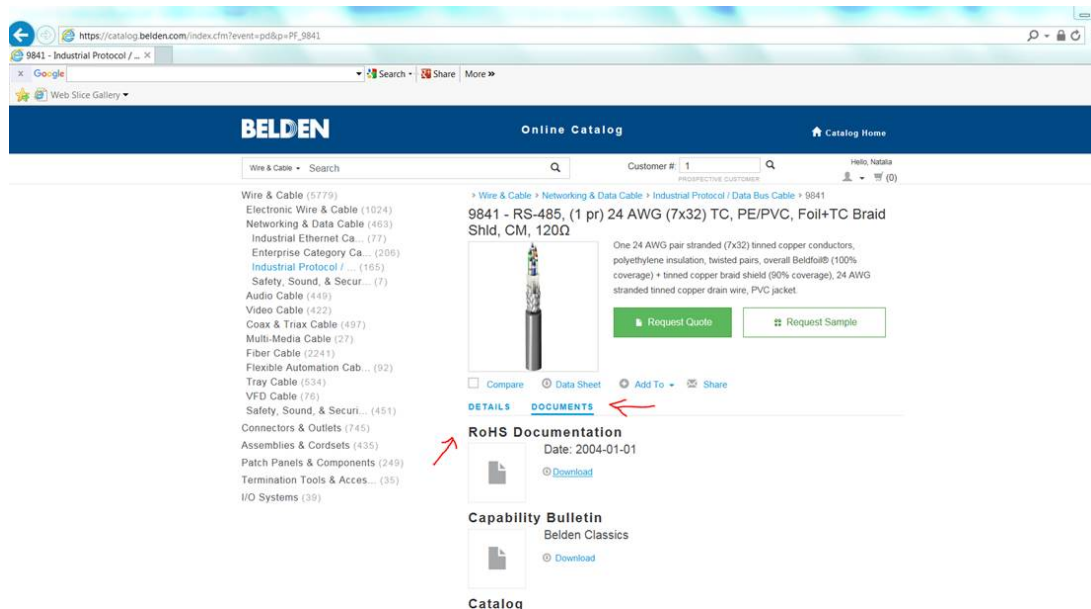 https://catalog.belden.com/index.cfm?event=pd&p=PF_9841
9841 - Industrial Protocol / ...
x Google Search Share More »
Web Slice Gallery
BELDEN
Online Catalog
Catalog Home
Wire & Cable Search
Customer #: 1
PROSPECTIVE CUSTOMER
Hello, Natalia
(0)
Wire & Cable (5779)
Electronic Wire & Cable (1024)
Networking & Data Cable (463)
Industrial Ethernet Ca... (77)
Enterprise Category Ca... (206)
Industrial Protocol / ... (165)
Safety, Sound, & Secur... (7)
Audio Cable (449)
Video Cable (422)
Coax & Triax Cable (497)
Multi-Media Cable (27)
Fiber Cable (2241)
Flexible Automation Cab... (92)
Tray Cable (534)
VFD Cable (76)
Safety, Sound, & Securi... (451)
Connectors & Outlets (745)
Assemblies & Cordsets (435)
Patch Panels & Components (249)
Termination Tools & Acces... (35)
I/O Systems (39)
› Wire & Cable › Networking & Data Cable › Industrial Protocol / Data Bus Cable › 9841
9841 - RS-485, (1 pr) 24 AWG (7x32) TC, PE/PVC, Foil+TC Braid
Shld, CM, 120Ω
One 24 AWG pair stranded (7x32) tinned copper conductors,
polyethylene insulation, twisted pairs, overall Beldfoil® (100%
coverage) + tinned copper braid shield (90% coverage), 24 AWG
stranded tinned copper drain wire, PVC jacket.
Request Quote
Request Sample
Compare Data Sheet Add To Share
DETAILS DOCUMENTS
RoHS Documentation
Date: 2004-01-01
Download
Capability Bulletin
Belden Classics
Download
Catalog